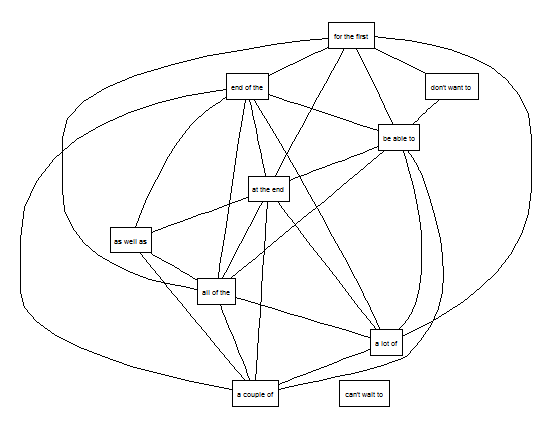 for the first
end of the
don't want to
be able to
at the end
as well as
all of the
a lot of
a couple of
can't wait to